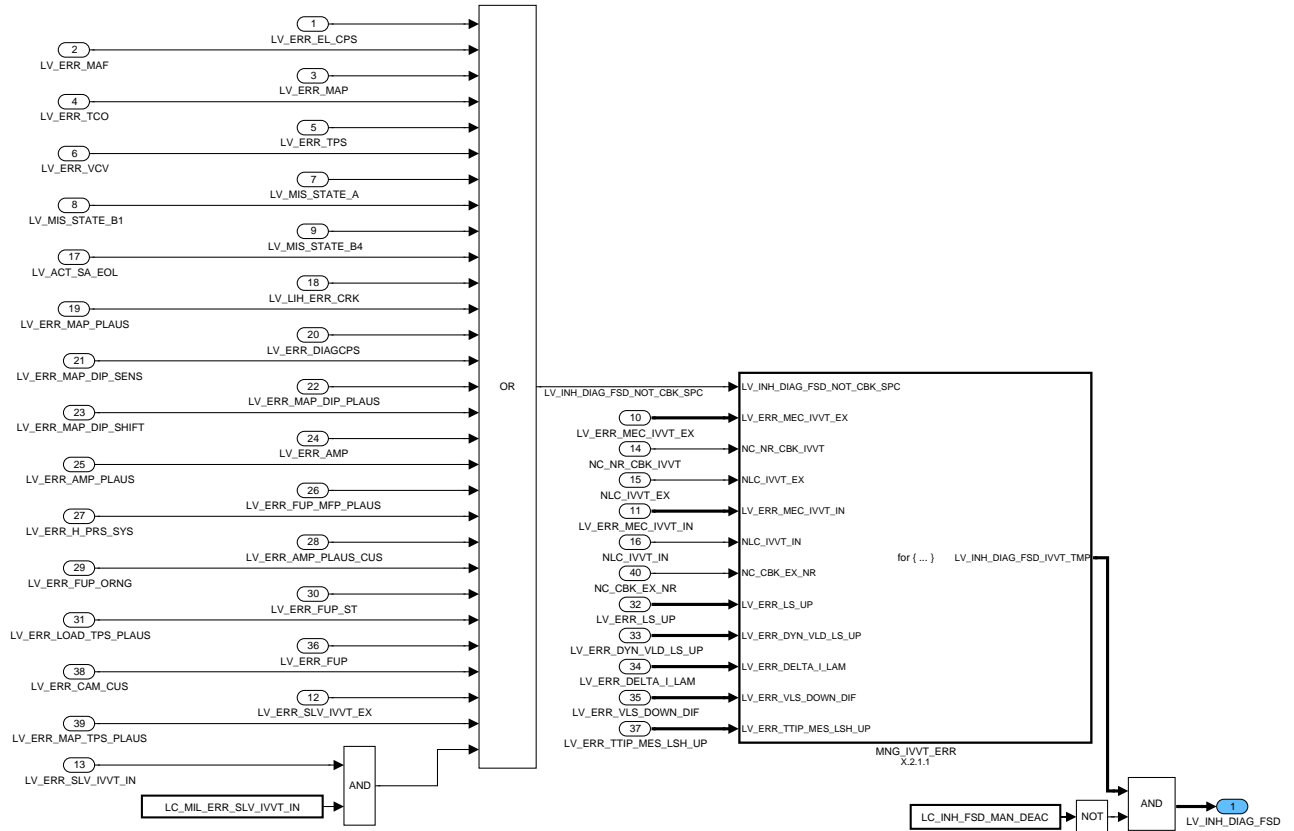 1
LV_ERR_EL_CPS
2
LV_ERR_MAF
3
LV_ERR_MAP
4
LV_ERR_TCO
5
LV_ERR_TPS
6
LV_ERR_VCV
7
LV_MIS_STATE_A
8
LV_MIS_STATE_B1
9
LV_MIS_STATE_B4
17
LV_ACT_SA_EOL
18
LV_LIH_ERR_CRK
19
LV_ERR_MAP_PLAUS
20
LV_ERR_DIAGCPS
21
LV_ERR_MAP_DIP_SENS
22
LV_ERR_MAP_DIP_PLAUS
23
LV_ERR_MAP_DIP_SHIFT
24
LV_ERR_AMP
25
LV_ERR_AMP_PLAUS
26
LV_ERR_FUP_MFP_PLAUS
27
LV_ERR_H_PRS_SYS
28
LV_ERR_AMP_PLAUS_CUS
29
LV_ERR_FUP_ORNG
30
LV_ERR_FUP_ST
31
LV_ERR_LOAD_TPS_PLAUS
36
LV_ERR_FUP
38
LV_ERR_CAM_CUS
12
LV_ERR_SLV_IVVT_EX
39
LV_ERR_MAP_TPS_PLAUS
13
LV_ERR_SLV_IVVT_IN
LC_MIL_ERR_SLV_IVVT_IN
AND
OR
LV_INH_DIAG_FSD_NOT_CBK_SPC
10
LV_ERR_MEC_IVVT_EX
14
NC_NR_CBK_IVVT
15
NLC_IVVT_EX
11
LV_ERR_MEC_IVVT_IN
16
NLC_IVVT_IN
40
NC_CBK_EX_NR
32
LV_ERR_LS_UP
33
LV_ERR_DYN_VLD_LS_UP
34
LV_ERR_DELTA_I_LAM
35
LV_ERR_VLS_DOWN_DIF
37
LV_ERR_TTIP_MES_LSH_UP
LV_INH_DIAG_FSD_NOT_CBK_SPC
LV_ERR_MEC_IVVT_EX
NC_NR_CBK_IVVT
NLC_IVVT_EX
LV_ERR_MEC_IVVT_IN
NLC_IVVT_IN
for { ... } LV_INH_DIAG_FSD_IVVT_TMP
NC_CBK_EX_NR
LV_ERR_LS_UP
LV_ERR_DYN_VLD_LS_UP
LV_ERR_DELTA_I_LAM
LV_ERR_VLS_DOWN_DIF
LV_ERR_TTIP_MES_LSH_UP
MNG_IVVT_ERR
X.2.1.1
LC_INH_FSD_MAN_DEAC
NOT
AND
1
LV_INH_DIAG_FSD